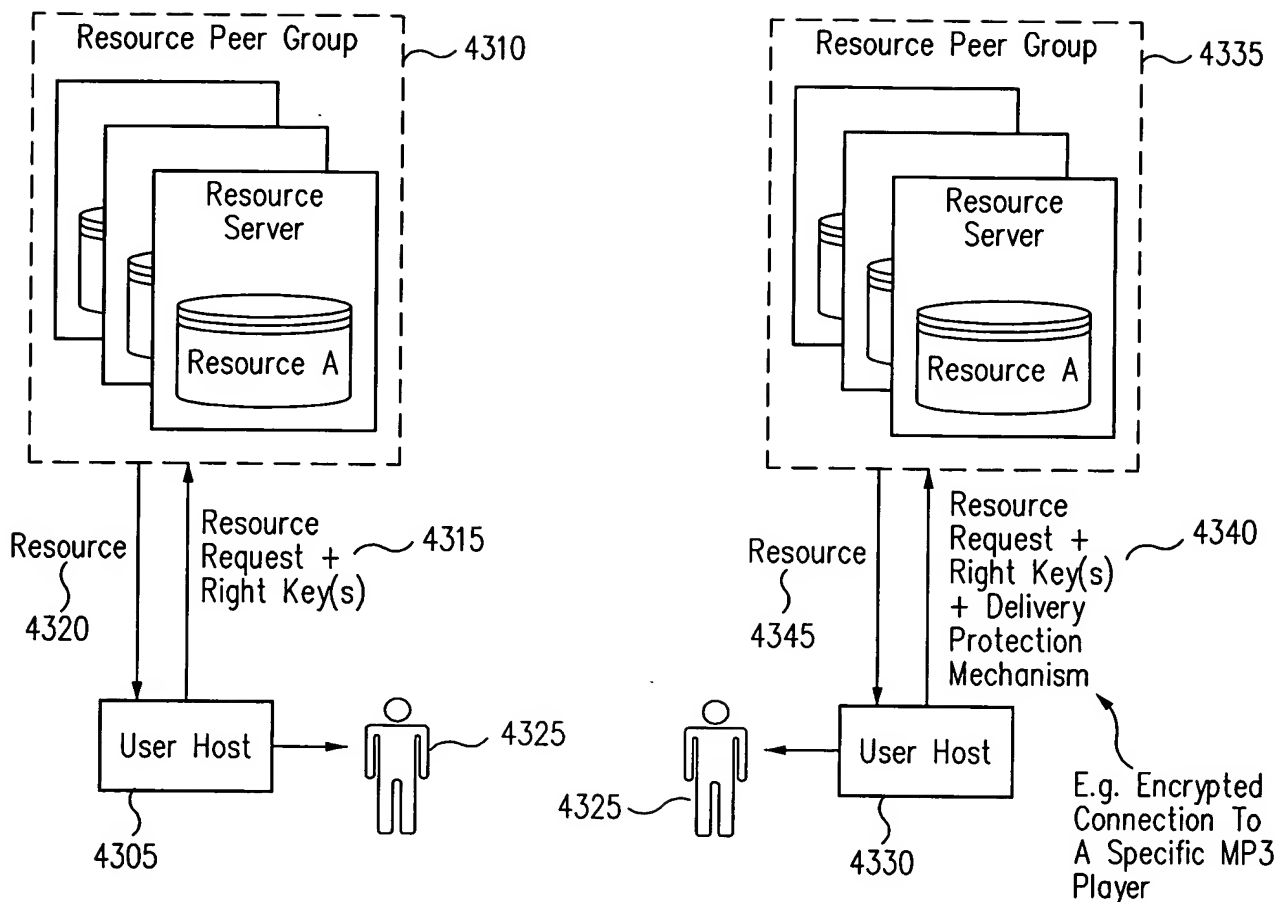 Resource Peer Group
4310
Resource
Server
Resource A
Resource
4320
Resource
Request +
Right Key(s)
4315
User Host
4305
4325
Resource Peer Group
4335
Resource
Server
Resource A
Resource
4345
Resource
Request +
Right Key(s)
+ Delivery
Protection
Mechanism
4340
User Host
4330
4325
E.g. Encrypted
Connection To
A Specific MP3
Player